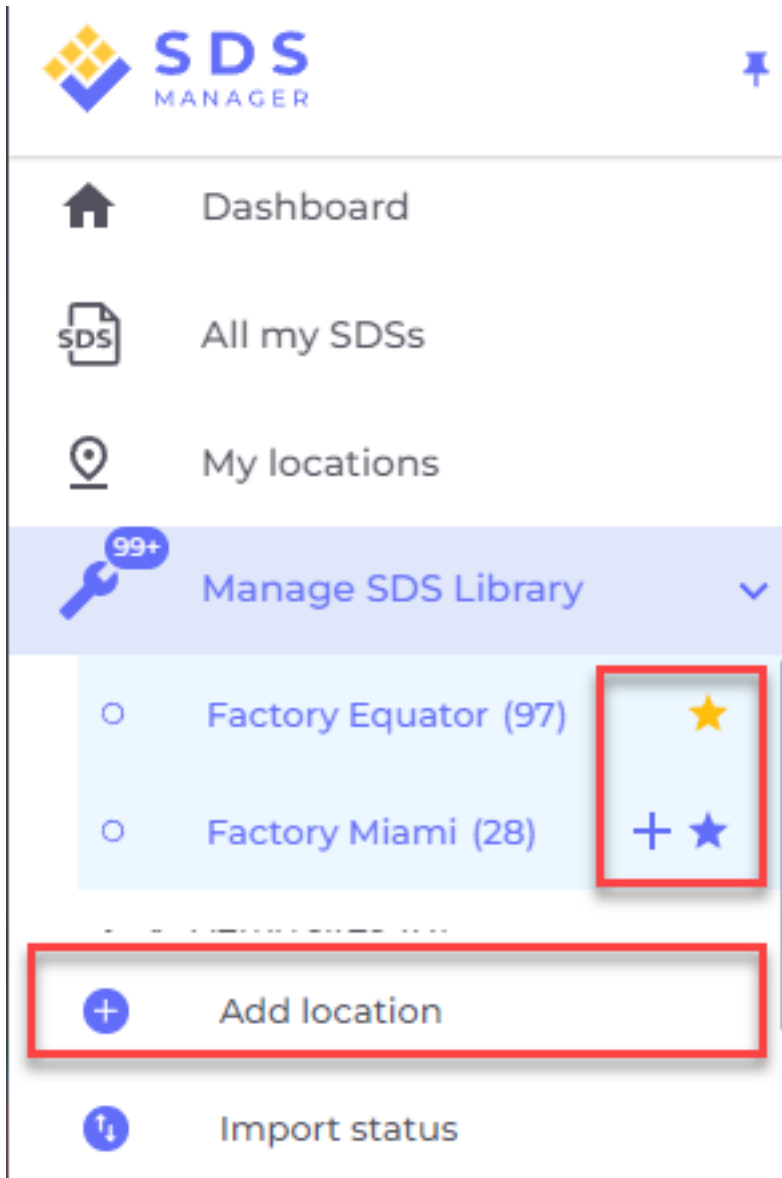 SDS
MANAGER
Dashboard
SDS
All my SDSs
My locations
99+
Manage SDS Library
Factory Equator (97)
Factory Miami (28)
Add location
Import status